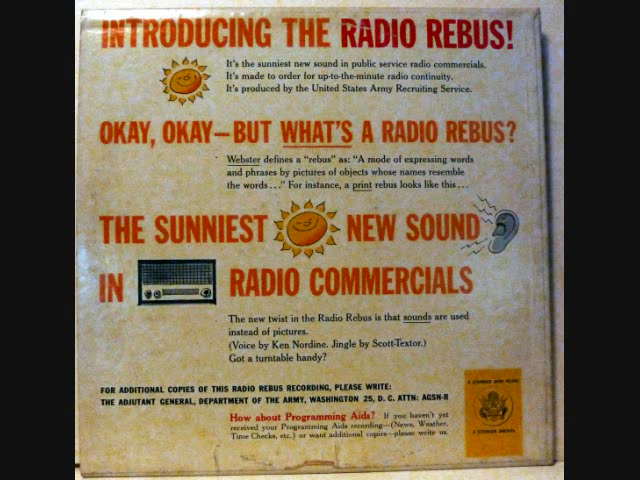 INTRODUCING THE RADIO REBUS!
It's the sunniest new sound in public service radio commercials.
It's made to order for up-to-the-minute radio continuity.
It's produced by the United States Army Recruiting Service.
OKAY, OKAY—BUT WHAT'S A RADIO REBUS?
Webster defines a "rebus" as: "A mode of expressing words
and phrases by pictures of objects whose names resemble
the words..." For instance, a print rebus looks like this...
THE SUNNIEST NEW SOUND
IN RADIO COMMERCIALS
The new twist in the Radio Rebus is that sounds are used
instead of pictures.
(Voice by Ken Nordine. Jingle by Scott-Textor.)
Got a turntable handy?
FOR ADDITIONAL COPIES OF THIS RADIO REBUS RECORDING, PLEASE WRITE:
THE ADJUTANT GENERAL, DEPARTMENT OF THE ARMY, WASHINGTON 25, D. C. ATTN: AGSN-R
How about Programming Aids? If you haven't yet
received your Programming Aids recording—(News, Weather,
Time Checks, etc.) or want additional copies—please write us.
A STRONGER ARMY MEANS
A STRONGER AMERICA